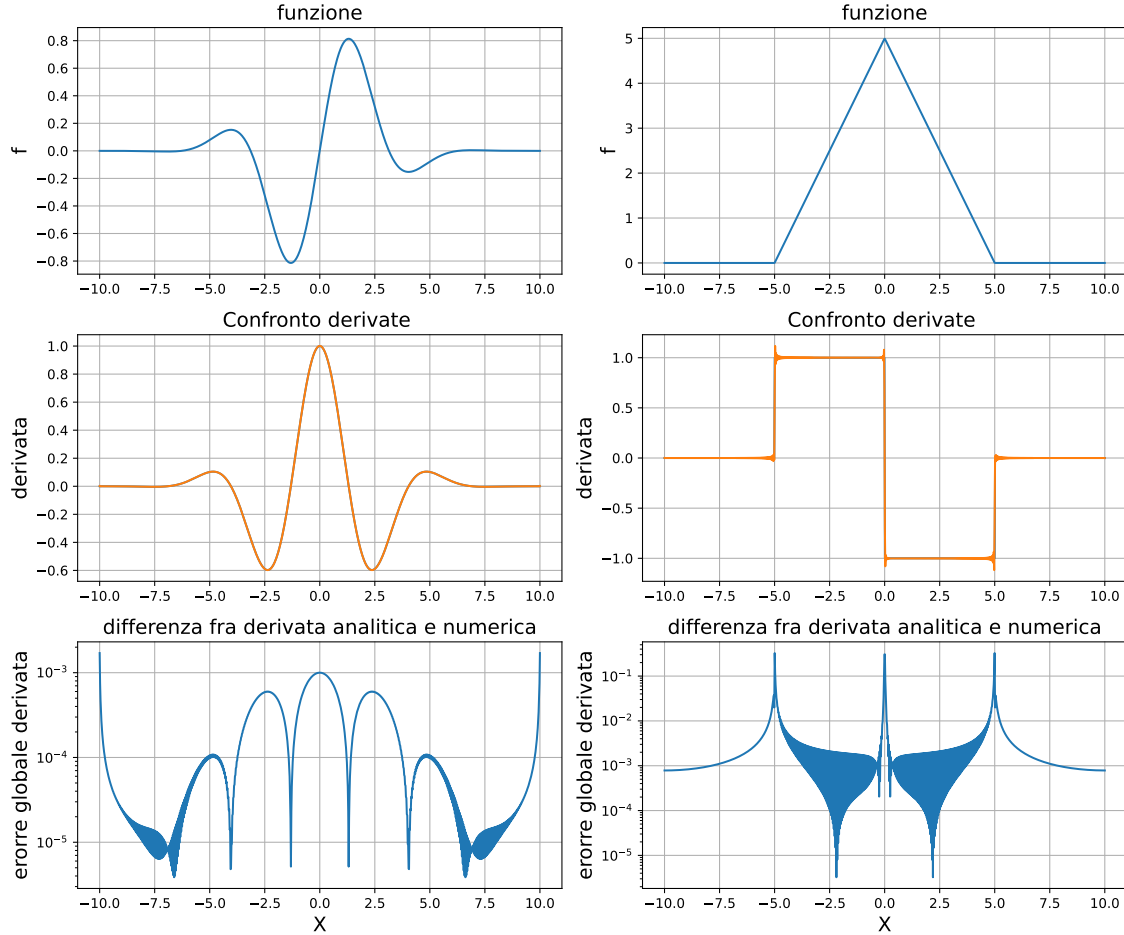 funzione
f
0.8
0.6
0.4
0.2
0.0
−0.2
−0.4
−0.6
−0.8
−10.0 −7.5 −5.0 −2.5 0.0 2.5 5.0 7.5 10.0
funzione
f
5
4
3
2
1
0
−10.0 −7.5 −5.0 −2.5 0.0 2.5 5.0 7.5 10.0
Confronto derivate
derivata
1.0
0.8
0.6
0.4
0.2
0.0
−0.2
−0.4
−0.6
−10.0 −7.5 −5.0 −2.5 0.0 2.5 5.0 7.5 10.0
Confronto derivate
derivata
1.0
0.5
0.0
−0.5
−1.0
−10.0 −7.5 −5.0 −2.5 0.0 2.5 5.0 7.5 10.0
differenza fra derivata analitica e numerica
erorre globale derivata
10⁻³
10⁻⁴
10⁻⁵
−10.0 −7.5 −5.0 −2.5 0.0 2.5 5.0 7.5 10.0
X
differenza fra derivata analitica e numerica
erorre globale derivata
10⁻¹
10⁻²
10⁻³
10⁻⁴
10⁻⁵
−10.0 −7.5 −5.0 −2.5 0.0 2.5 5.0 7.5 10.0
X